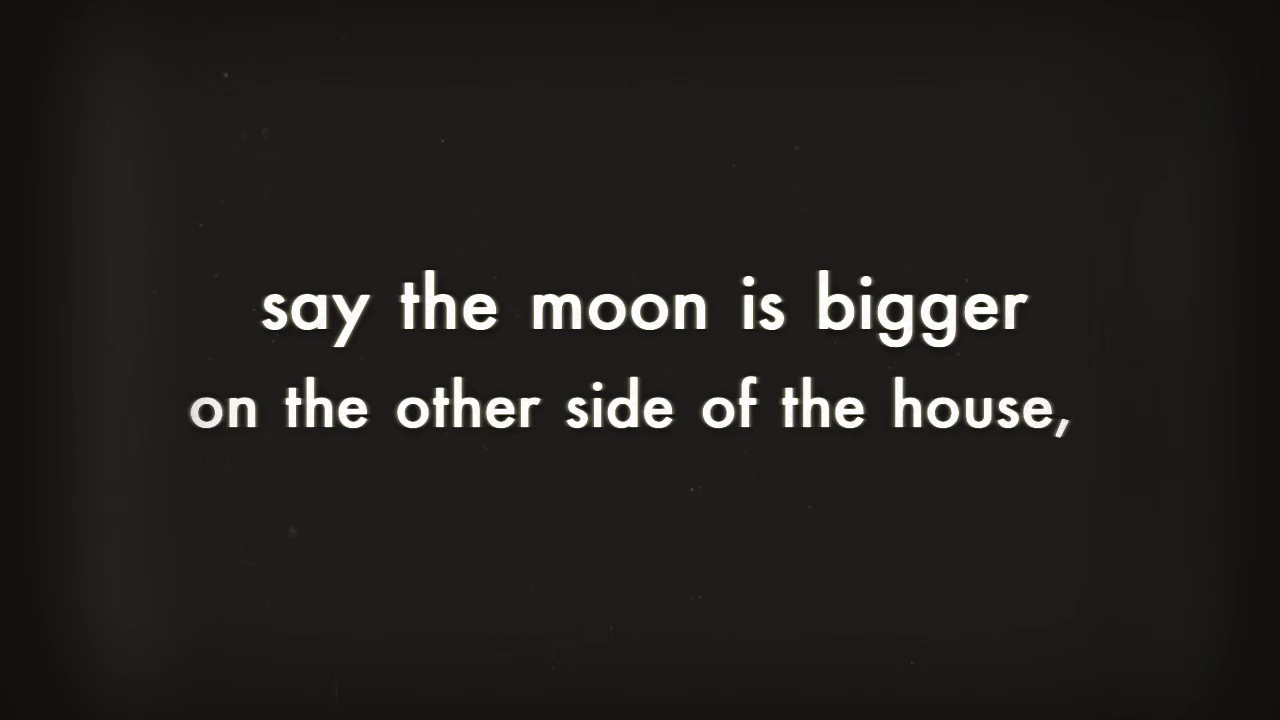 say the moon is bigger
on the other side of the house,